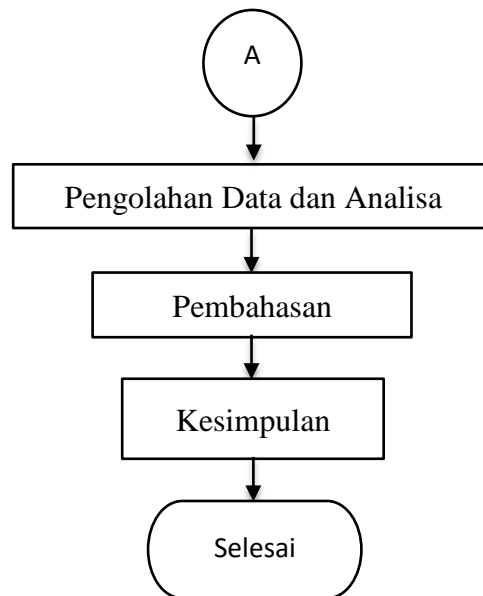 A
Pengolahan Data dan Analisa
Pembahasan
Kesimpulan
Selesai